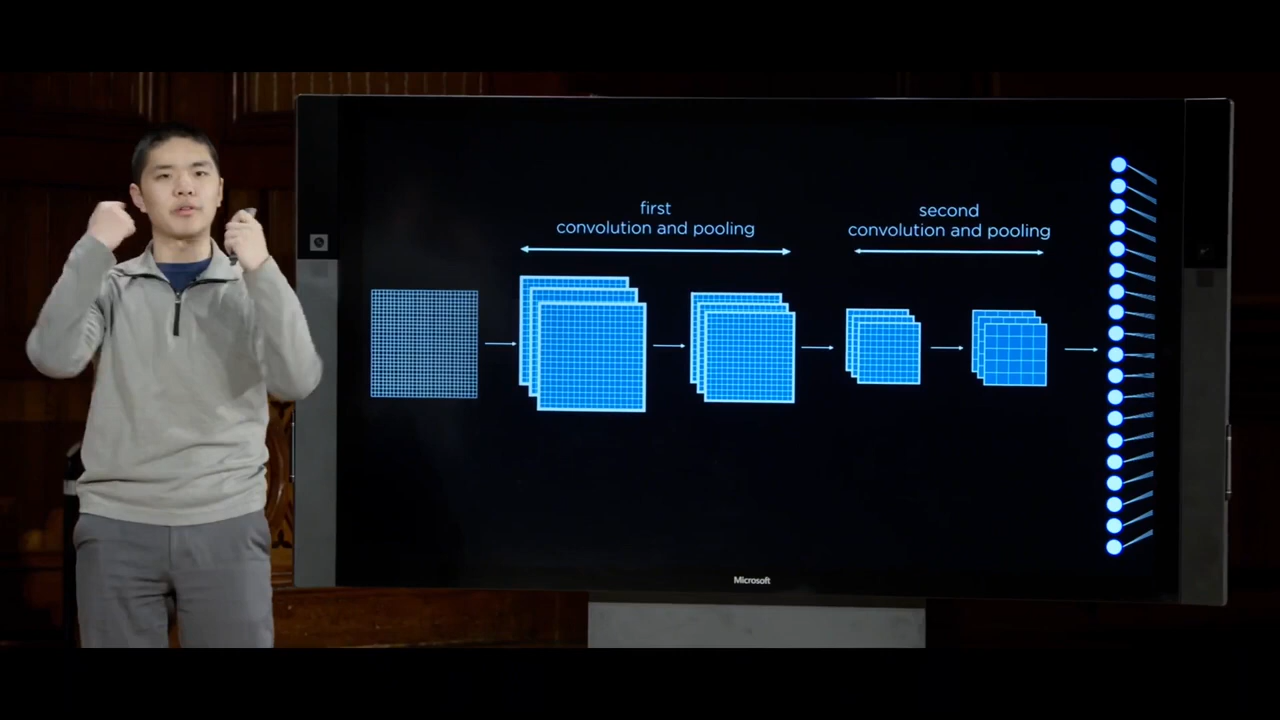 first
convolution and pooling
second
convolution and pooling
Microsoft